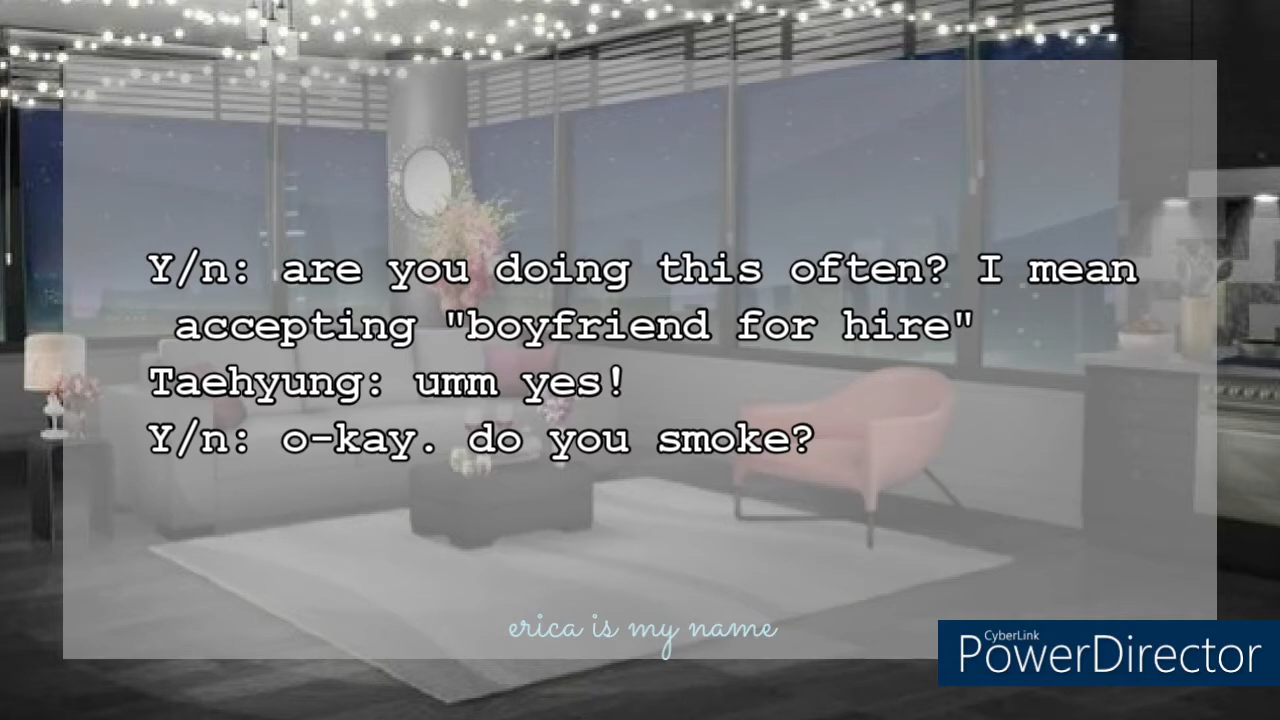 Y/n: are you doing this often? I mean
accepting "boyfriend for hire"
Taehyung: umm yes!
Y/n: o-kay. do you smoke?
erica is my name
CyberLink
PowerDirector